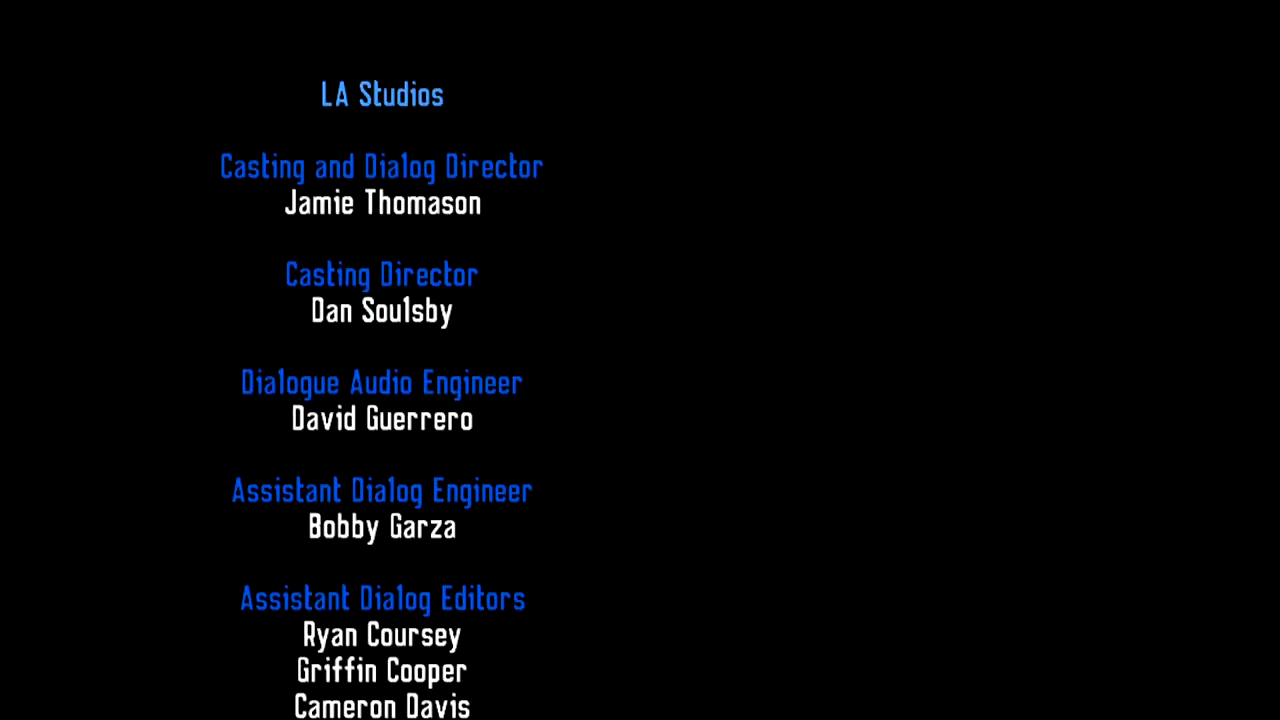 LA Studios
Casting and Dialog Director
Jamie Thomason
Casting Director
Dan Soulsby
Dialogue Audio Engineer
David Guerrero
Assistant Dialog Engineer
Bobby Garza
Assistant Dialog Editors
Ryan Coursey
Griffin Cooper
Cameron Davis